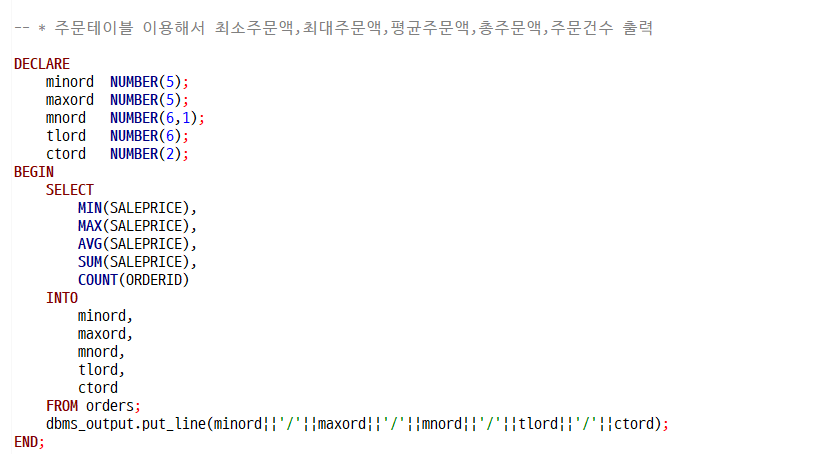 -- * 주문테이블 이용해서 최소주문액,최대주문액,평균주문액,총주문액,주문건수 출력
DECLARE
minord NUMBER(5);
maxord NUMBER(5);
mnord NUMBER(6,1);
tlord NUMBER(6);
ctord NUMBER(2);
BEGIN
SELECT
MIN(SALEPRICE),
MAX(SALEPRICE),
AVG(SALEPRICE),
SUM(SALEPRICE),
COUNT(ORDERID)
INTO
minord,
maxord,
mnord,
tlord,
ctord
FROM orders;
dbms_output.put_line(minord||'/'||maxord||'/'||mnord||'/'||tlord||'/'||ctord);
END;